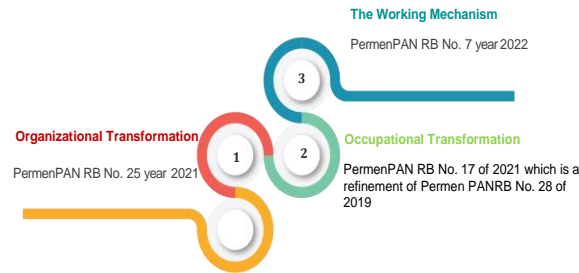 The Working Mechanism
PermenPAN RB No. 7 year 2022
3
Organizational Transformation
PermenPAN RB No. 25 year 2021
1
2
Occupational Transformation
PermenPAN RB No. 17 of 2021 which is a
refinement of Permen PANRB No. 28 of
2019